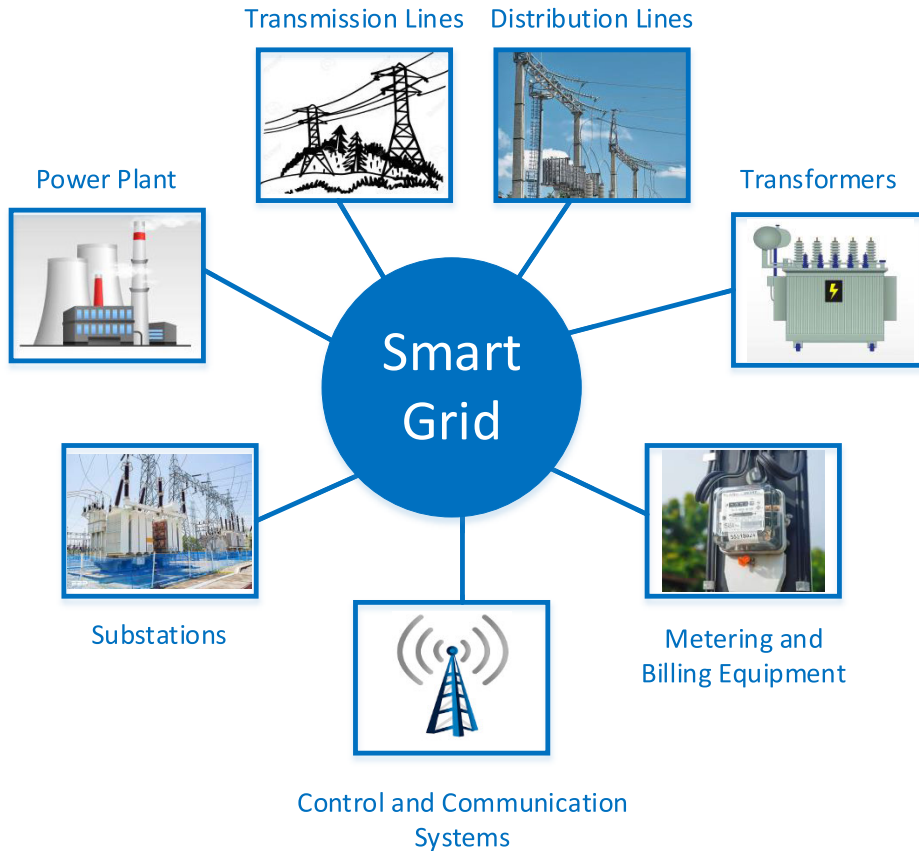 Transmission Lines
Distribution Lines
Power Plant
Transformers
Smart
Grid
Substations
Metering and
Billing Equipment
Control and Communication
Systems